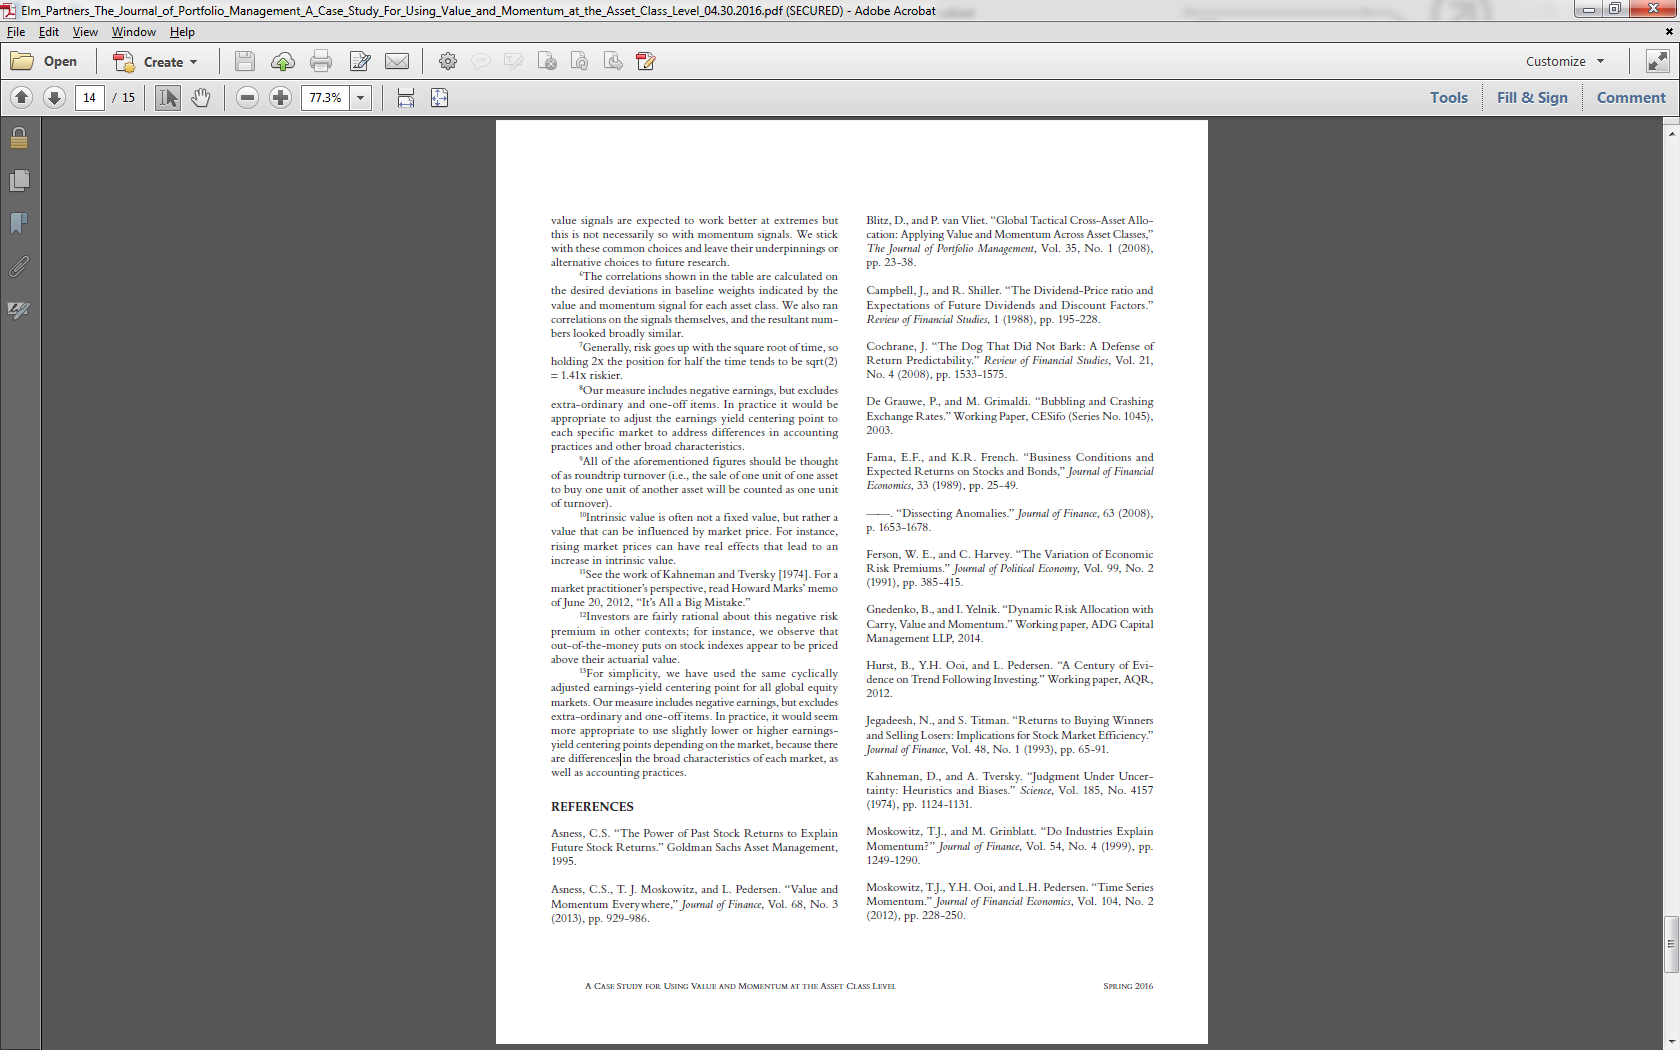 Elm_Partners_The_Journal_of_Portfolio_Management_A_Case_Study_For_Using_Value_and_Momentum_at_the_Asset_Class_Level_04.30.2016.pdf (SECURED) - Adobe Acrobat
File Edit View Window Help
Open Create Customize
14 / 15 77.3% Tools Fill & Sign Comment
value signals are expected to work better at extremes but
this is not necessarily so with momentum signals. We stick
with these common choices and leave their underpinnings or
alternative choices to future research.
⁶The correlations shown in the table are calculated on
the desired deviations in baseline weights indicated by the
value and momentum signal for each asset class. We also ran
correlations on the signals themselves, and the resultant num-
bers looked broadly similar.
⁷Generally, risk goes up with the square root of time, so
holding 2x the position for half the time tends to be sqrt(2)
= 1.41x riskier.
⁸Our measure includes negative earnings, but excludes
extra-ordinary and one-off items. In practice it would be
appropriate to adjust the earnings yield centering point to
each specific market to address differences in accounting
practices and other broad characteristics.
⁹All of the aforementioned figures should be thought
of as roundtrip turnover (i.e., the sale of one unit of one asset
to buy one unit of another asset will be counted as one unit
of turnover).
¹⁰Intrinsic value is often not a fixed value, but rather a
value that can be influenced by market price. For instance,
rising market prices can have real effects that lead to an
increase in intrinsic value.
¹¹See the work of Kahneman and Tversky [1974]. For a
market practitioner's perspective, read Howard Marks' memo
of June 20, 2012, “It's All a Big Mistake.”
¹²Investors are fairly rational about this negative risk
premium in other contexts; for instance, we observe that
out-of-the-money puts on stock indexes appear to be priced
above their actuarial value.
¹³For simplicity, we have used the same cyclically
adjusted earnings-yield centering point for all global equity
markets. Our measure includes negative earnings, but excludes
extra-ordinary and one-off items. In practice, it would seem
more appropriate to use slightly lower or higher earnings-
yield centering points depending on the market, because there
are differences in the broad characteristics of each market, as
well as accounting practices.
REFERENCES
Asness, C.S. “The Power of Past Stock Returns to Explain
Future Stock Returns.” Goldman Sachs Asset Management,
1995.
Asness, C.S., T. J. Moskowitz, and L. Pedersen. “Value and
Momentum Everywhere,” Journal of Finance, Vol. 68, No. 3
(2013), pp. 929-986.
Blitz, D., and P. van Vliet. “Global Tactical Cross-Asset Allo-
cation: Applying Value and Momentum Across Asset Classes,”
The Journal of Portfolio Management, Vol. 35, No. 1 (2008),
pp. 23-38.
Campbell, J., and R. Shiller. “The Dividend-Price ratio and
Expectations of Future Dividends and Discount Factors.”
Review of Financial Studies, 1 (1988), pp. 195-228.
Cochrane, J. “The Dog That Did Not Bark: A Defense of
Return Predictability.” Review of Financial Studies, Vol. 21,
No. 4 (2008), pp. 1533-1575.
De Grauwe, P., and M. Grimaldi. “Bubbling and Crashing
Exchange Rates.” Working Paper, CESifo (Series No. 1045),
2003.
Fama, E.F., and K.R. French. “Business Conditions and
Expected Returns on Stocks and Bonds,” Journal of Financial
Economics, 33 (1989), pp. 25-49.
——. “Dissecting Anomalies.” Journal of Finance, 63 (2008),
p. 1653-1678.
Ferson, W. E., and C. Harvey. “The Variation of Economic
Risk Premiums.” Journal of Political Economy, Vol. 99, No. 2
(1991), pp. 385-415.
Gnedenko, B., and I. Yelnik. “Dynamic Risk Allocation with
Carry, Value and Momentum.” Working paper, ADG Capital
Management LLP, 2014.
Hurst, B., Y.H. Ooi, and L. Pedersen. “A Century of Evi-
dence on Trend Following Investing.” Working paper, AQR,
2012.
Jegadeesh, N., and S. Titman. “Returns to Buying Winners
and Selling Losers: Implications for Stock Market Efficiency.”
Journal of Finance, Vol. 48, No. 1 (1993), pp. 65-91.
Kahneman, D., and A. Tversky. “Judgment Under Uncer-
tainty: Heuristics and Biases.” Science, Vol. 185, No. 4157
(1974), pp. 1124-1131.
Moskowitz, T.J., and M. Grinblatt. “Do Industries Explain
Momentum?” Journal of Finance, Vol. 54, No. 4 (1999), pp.
1249-1290.
Moskowitz, T.J., Y.H. Ooi, and L.H. Pedersen. “Time Series
Momentum.” Journal of Financial Economics, Vol. 104, No. 2
(2012), pp. 228-250.
A Case Study for Using Value and Momentum at the Asset Class Level Spring 2016